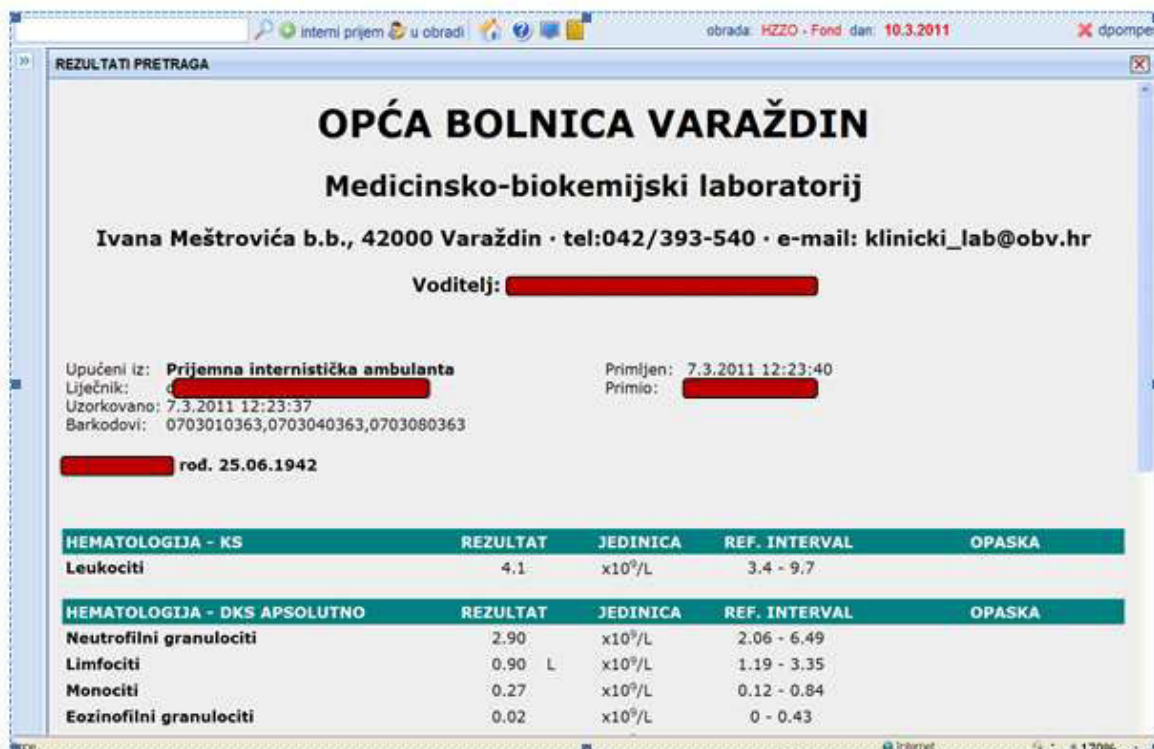 interni prijem u obradi obrada: HZZO - Fond dan: 10.3.2011 dpompe
REZULTATI PRETRAGA
OPĆA BOLNICA VARAŽDIN
Medicinsko-biokemijski laboratorij
Ivana Meštrovića b.b., 42000 Varaždin · tel:042/393-540 · e-mail: klinicki_lab@obv.hr
Voditelj:
Upućeni iz: Prijemna internistička ambulanta Primljen: 7.3.2011 12:23:40
Liječnik: Primio:
Uzorkovano: 7.3.2011 12:23:37
Barkodovi: 0703010363,0703040363,0703080363
rođ. 25.06.1942
HEMATOLOGIJA - KS REZULTAT JEDINICA REF. INTERVAL OPASKA
Leukociti 4.1 x10⁹/L 3.4 - 9.7
HEMATOLOGIJA - DKS APSOLUTNO REZULTAT JEDINICA REF. INTERVAL OPASKA
Neutrofilni granulociti 2.90 x10⁹/L 2.06 - 6.49
Limfociti 0.90 L x10⁹/L 1.19 - 3.35
Monociti 0.27 x10⁹/L 0.12 - 0.84
Eozinofilni granulociti 0.02 x10⁹/L 0 - 0.43
Internet 170%